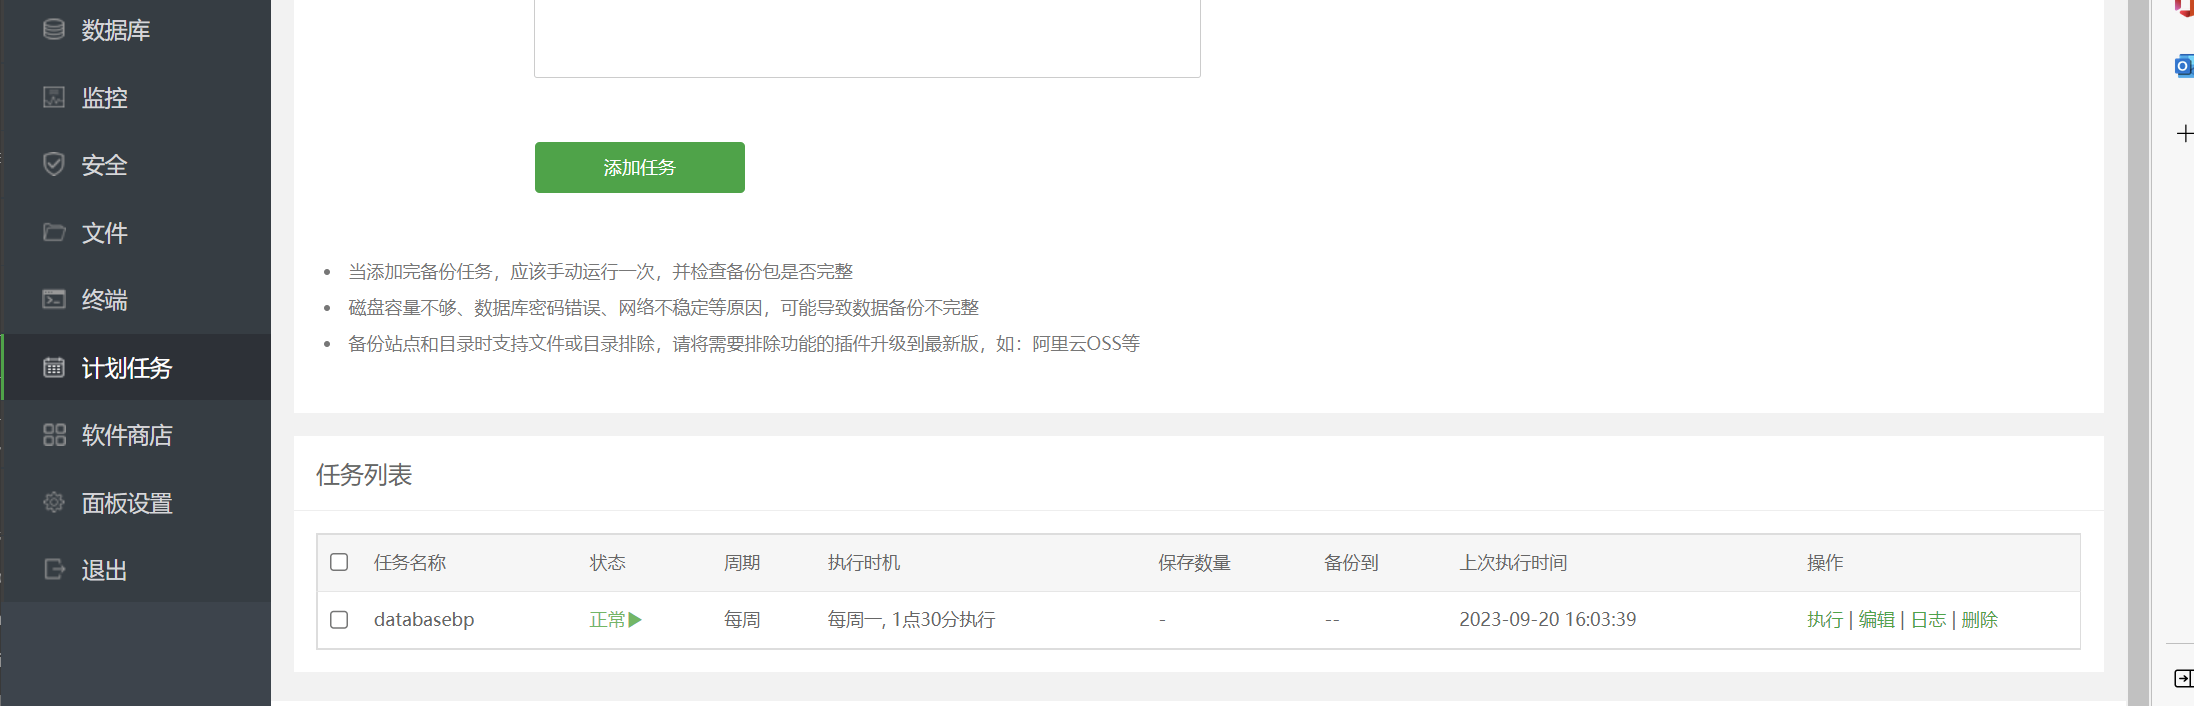 数据库
监控
安全
文件
终端
计划任务
软件商店
面板设置
退出
添加任务
当添加完备份任务，应该手动运行一次，并检查备份包是否完整
磁盘容量不够、数据库密码错误、网络不稳定等原因，可能导致数据备份不完整
备份站点和目录时支持文件或目录排除，请将需要排除功能的插件升级到最新版，如：阿里云OSS等
任务列表
任务名称 状态 周期 执行时机 保存数量 备份到 上次执行时间 操作
databasebp 正常 每周 每周一, 1点30分执行 - -- 2023-09-20 16:03:39 执行 | 编辑 | 日志 | 删除